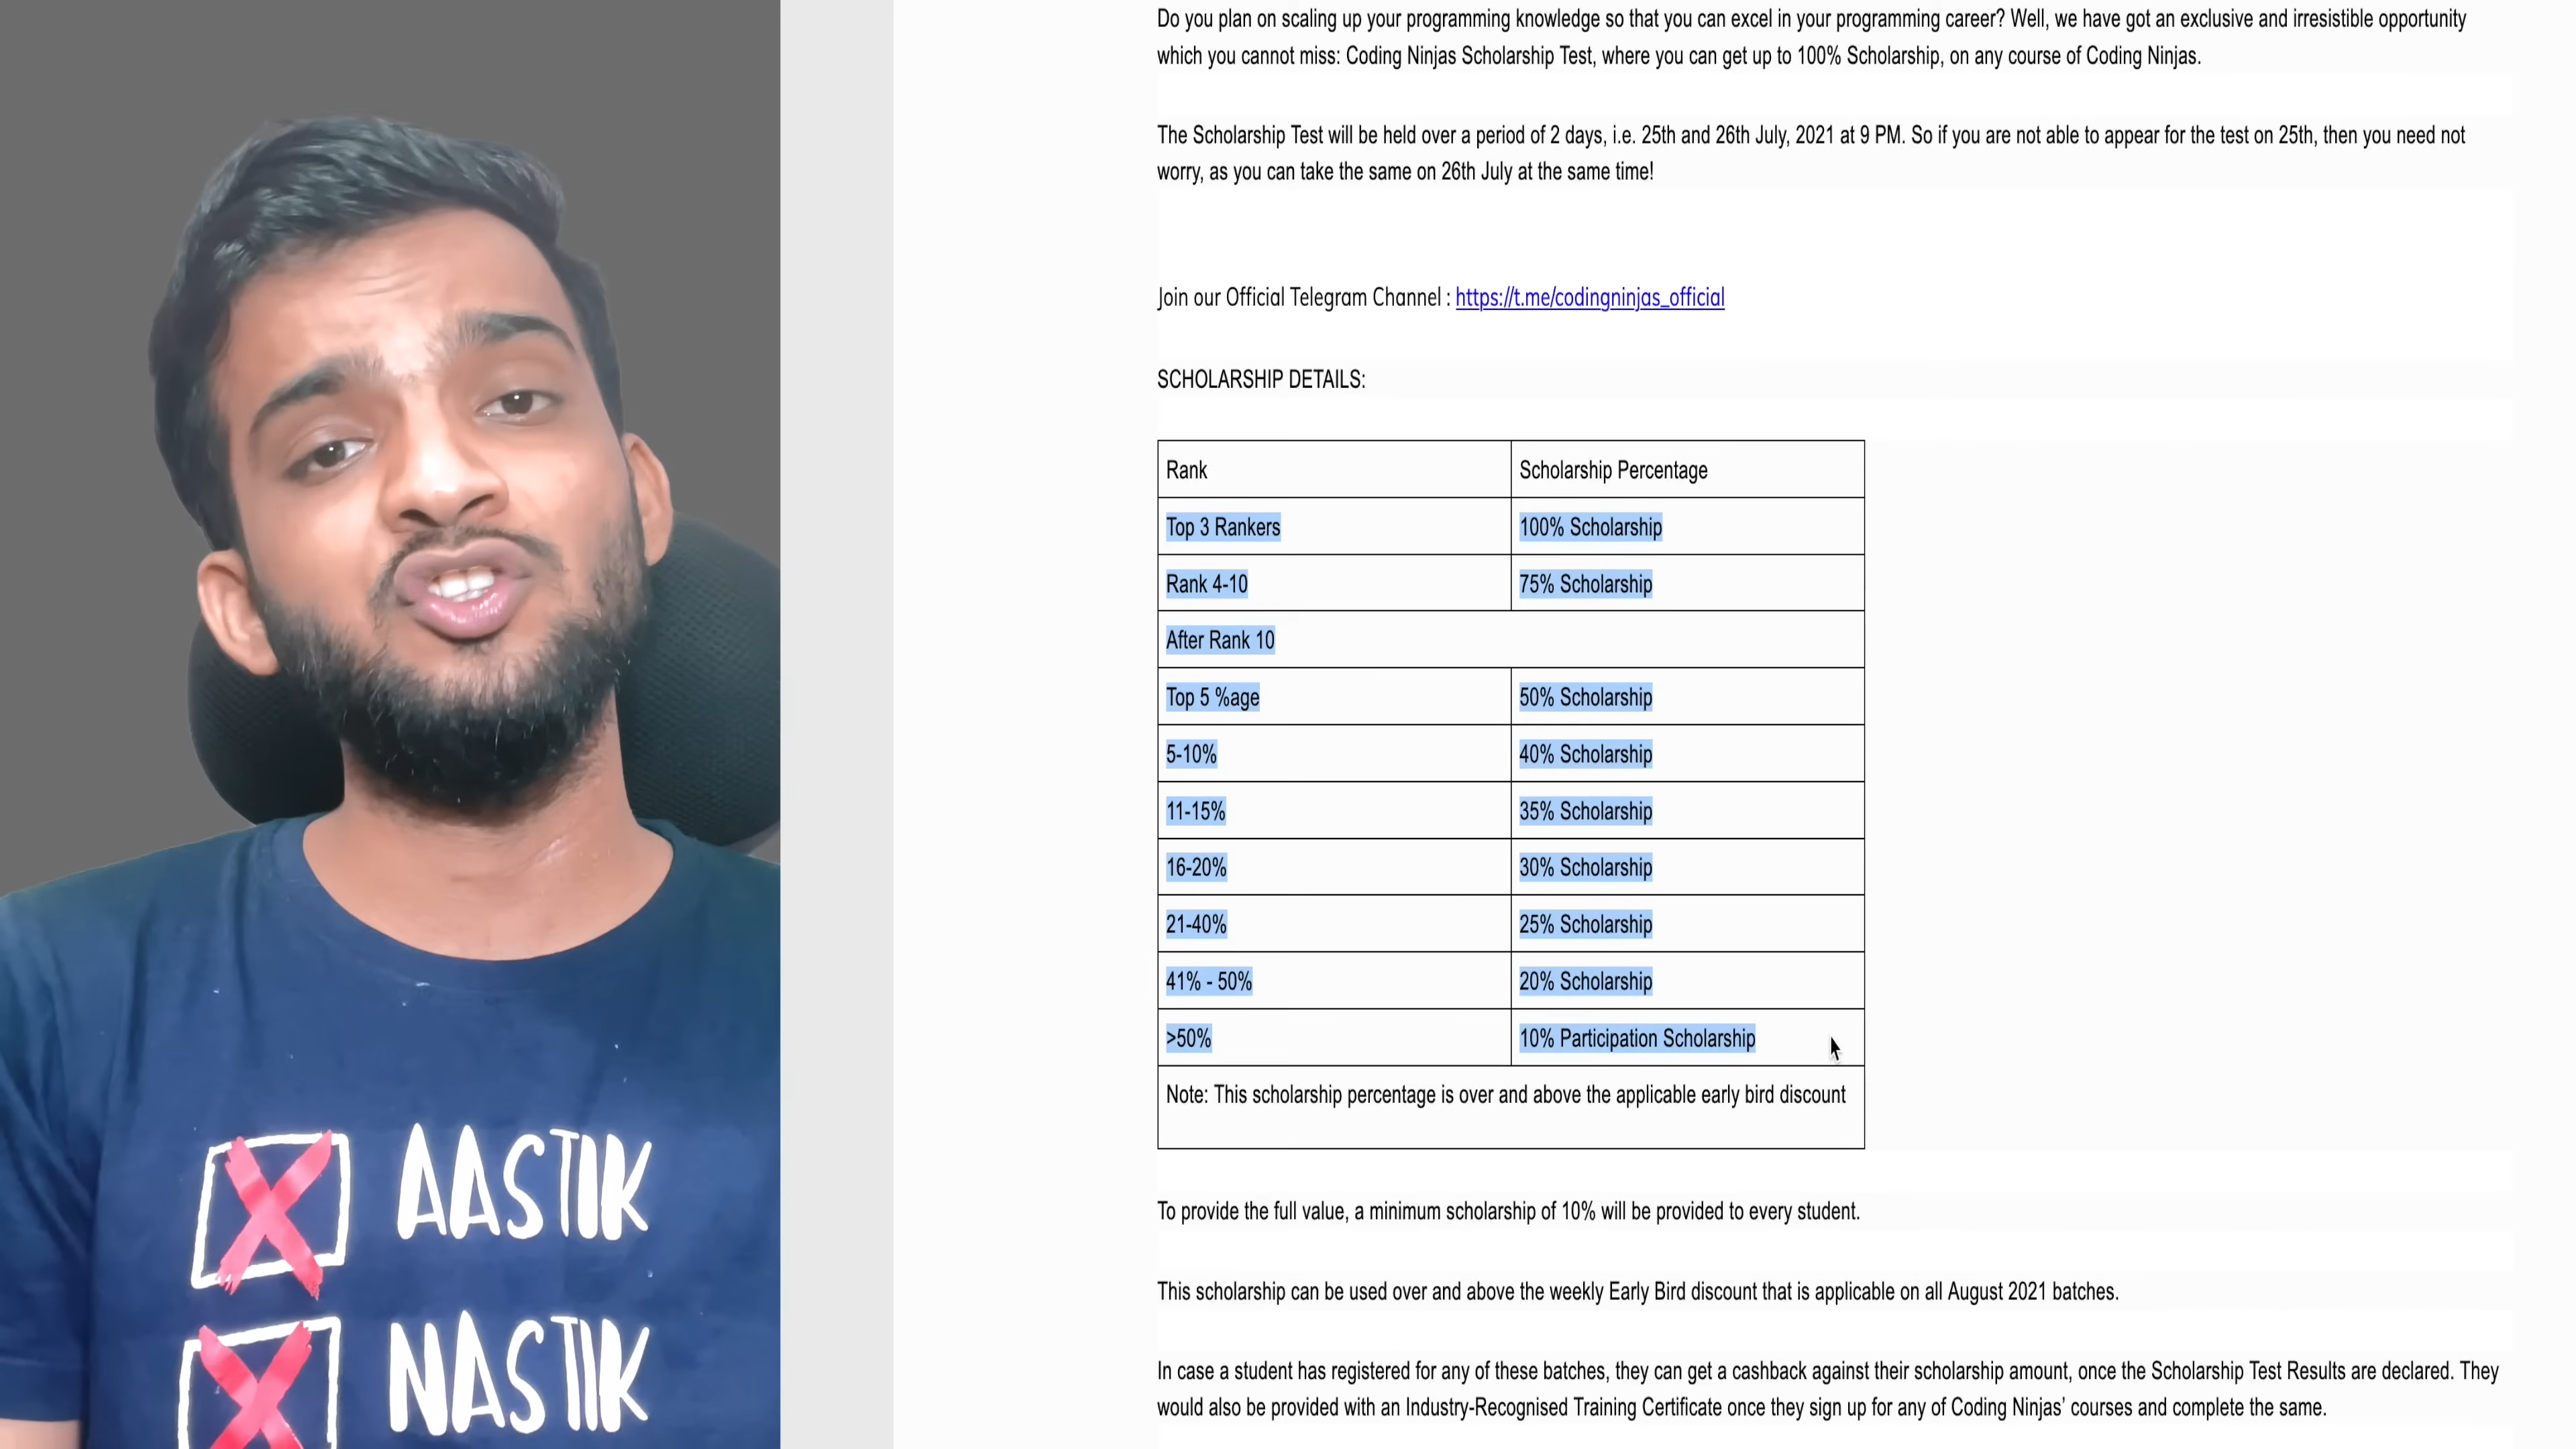 Do you plan on scaling up your programming knowledge so that you can excel in your programming career? Well, we have got an exclusive and irresistible opportunity
which you cannot miss: Coding Ninjas Scholarship Test, where you can get up to 100% Scholarship, on any course of Coding Ninjas.
The Scholarship Test will be held over a period of 2 days, i.e. 25th and 26th July, 2021 at 9 PM. So if you are not able to appear for the test on 25th, then you need not
worry, as you can take the same on 26th July at the same time!
Join our Official Telegram Channel : https://t.me/codingninjas_official
SCHOLARSHIP DETAILS:
Rank Scholarship Percentage
Top 3 Rankers 100% Scholarship
Rank 4-10 75% Scholarship
After Rank 10
Top 5 %age 50% Scholarship
5-10% 40% Scholarship
11-15% 35% Scholarship
16-20% 30% Scholarship
21-40% 25% Scholarship
41% - 50% 20% Scholarship
>50% 10% Participation Scholarship
Note: This scholarship percentage is over and above the applicable early bird discount
To provide the full value, a minimum scholarship of 10% will be provided to every student.
This scholarship can be used over and above the weekly Early Bird discount that is applicable on all August 2021 batches.
In case a student has registered for any of these batches, they can get a cashback against their scholarship amount, once the Scholarship Test Results are declared. They
would also be provided with an Industry-Recognised Training Certificate once they sign up for any of Coding Ninjas' courses and complete the same.
AASTIK
NASTIK